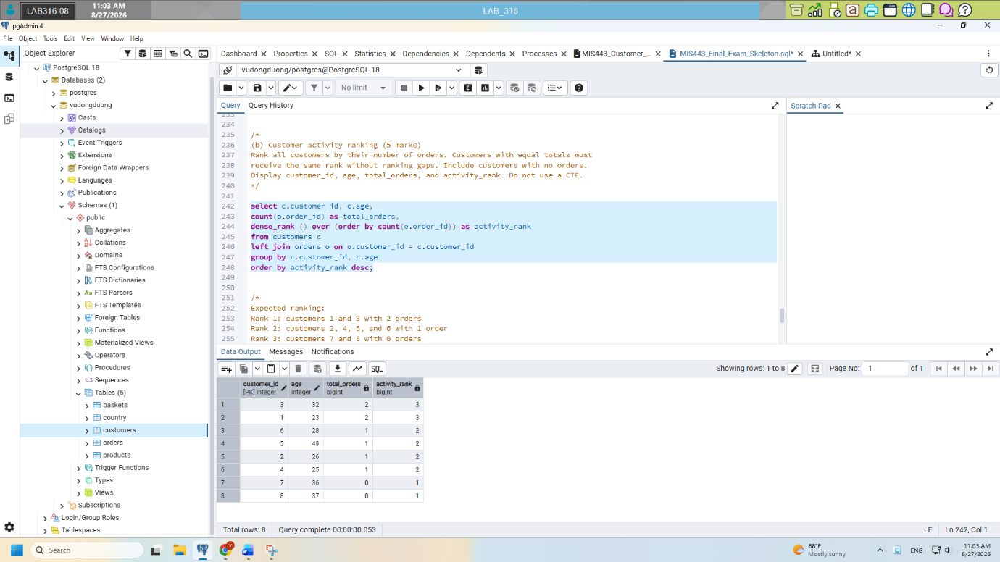 LAB316-08
11:03 AM
8/27/2026
LAB_316
pgAdmin 4
File Object Tools Edit View Window Help
Object Explorer
Dashboard Properties SQL Statistics Dependencies Dependents Processes MIS443_Customer_... MIS443_Final_Exam_Skeleton.sql* Untitled*
PostgreSQL 18
Databases (2)
postgres
vudongduong
Casts
Catalogs
Event Triggers
Extensions
Foreign Data Wrappers
Languages
Publications
Schemas (1)
public
Aggregates
Collations
Domains
FTS Configurations
FTS Dictionaries
Aa FTS Parsers
FTS Templates
Foreign Tables
Functions
Materialized Views
Operators
Procedures
1..3 Sequences
Tables (5)
baskets
country
customers
orders
products
Trigger Functions
Types
Views
Subscriptions
Login/Group Roles
Tablespaces
vudongduong/postgres@PostgreSQL 18
No limit
E
Query Query History
Scratch Pad
233
234
235 /*
236 (b) Customer activity ranking (5 marks)
237 Rank all customers by their number of orders. Customers with equal totals must
238 receive the same rank without ranking gaps. Include customers with no orders.
239 Display customer_id, age, total_orders, and activity_rank. Do not use a CTE.
240 */
241
242 select c.customer_id, c.age,
243 count(o.order_id) as total_orders,
244 dense_rank () over (order by count(o.order_id)) as activity_rank
245 from customers c
246 left join orders o on o.customer_id = c.customer_id
247 group by c.customer_id, c.age
248 order by activity_rank desc;
249
250
251 /*
252 Expected ranking:
253 Rank 1: customers 1 and 3 with 2 orders
254 Rank 2: customers 2, 4, 5, and 6 with 1 order
255 Rank 3: customers 7 and 8 with 0 orders
Data Output Messages Notifications
SQL
Showing rows: 1 to 8
Page No: 1 of 1
customer_id age total_orders activity_rank
[PK] integer integer bigint bigint
1 3 32 2 3
2 1 23 2 3
3 6 28 1 2
4 5 49 1 2
5 2 26 1 2
6 4 25 1 2
7 7 36 0 1
8 8 37 0 1
Total rows: 8 Query complete 00:00:00.053 LF Ln 242, Col 1
Search
88°F
Mostly sunny
ENG
11:03 AM
8/27/2026